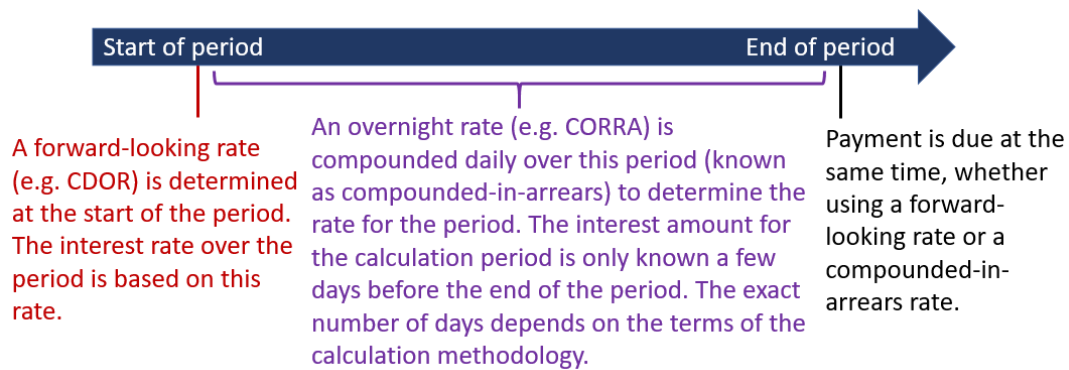 Start of period
End of period
A forward-looking rate
(e.g. CDOR) is determined
at the start of the period.
The interest rate over the
period is based on this
rate.
An overnight rate (e.g. CORRA) is
compounded daily over this period (known
as compounded-in-arrears) to determine the
rate for the period. The interest amount for
the calculation period is only known a few
days before the end of the period. The exact
number of days depends on the terms of the
calculation methodology.
Payment is due at the
same time, whether
using a forward-
looking rate or a
compounded-in-
arrears rate.